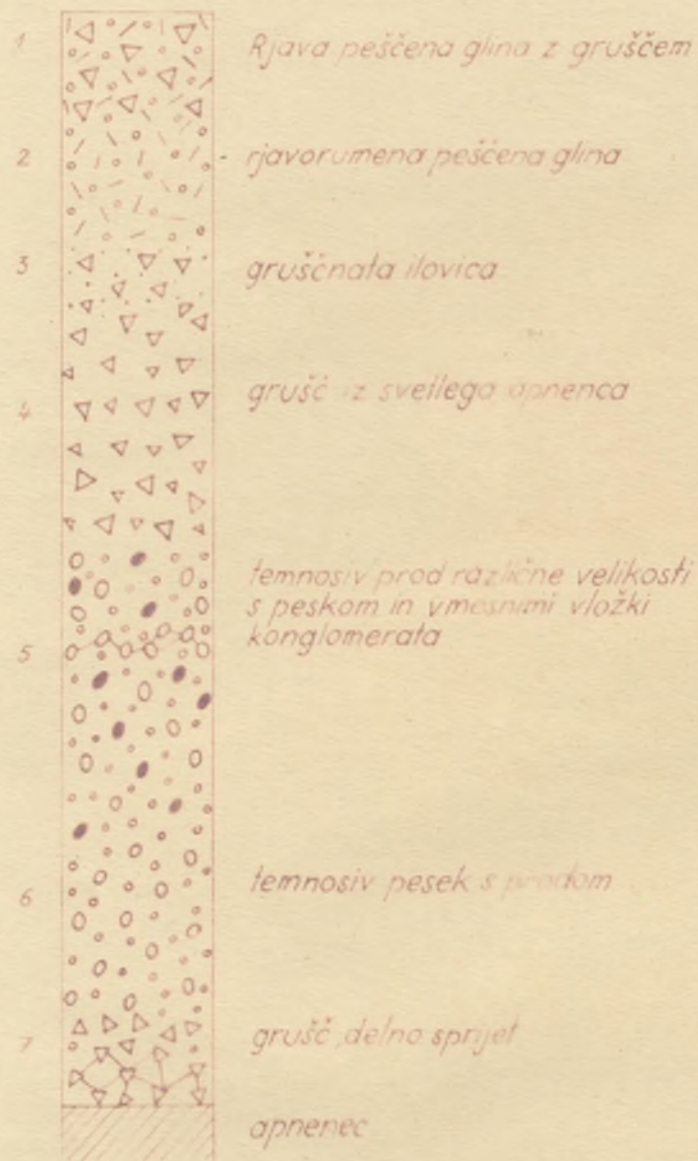 1 Rjava peščena glina z gruščem
2 - rjavorumena peščena glina
3 gruščnata ilovica
4 grušč iz svetlega apnenca
temnosiv prod različne velikosti
s peskom in vmesnimi vložki
5 konglomerata
6 temnosiv pesek s prodom
7 grušč, delno sprijet
apnenec